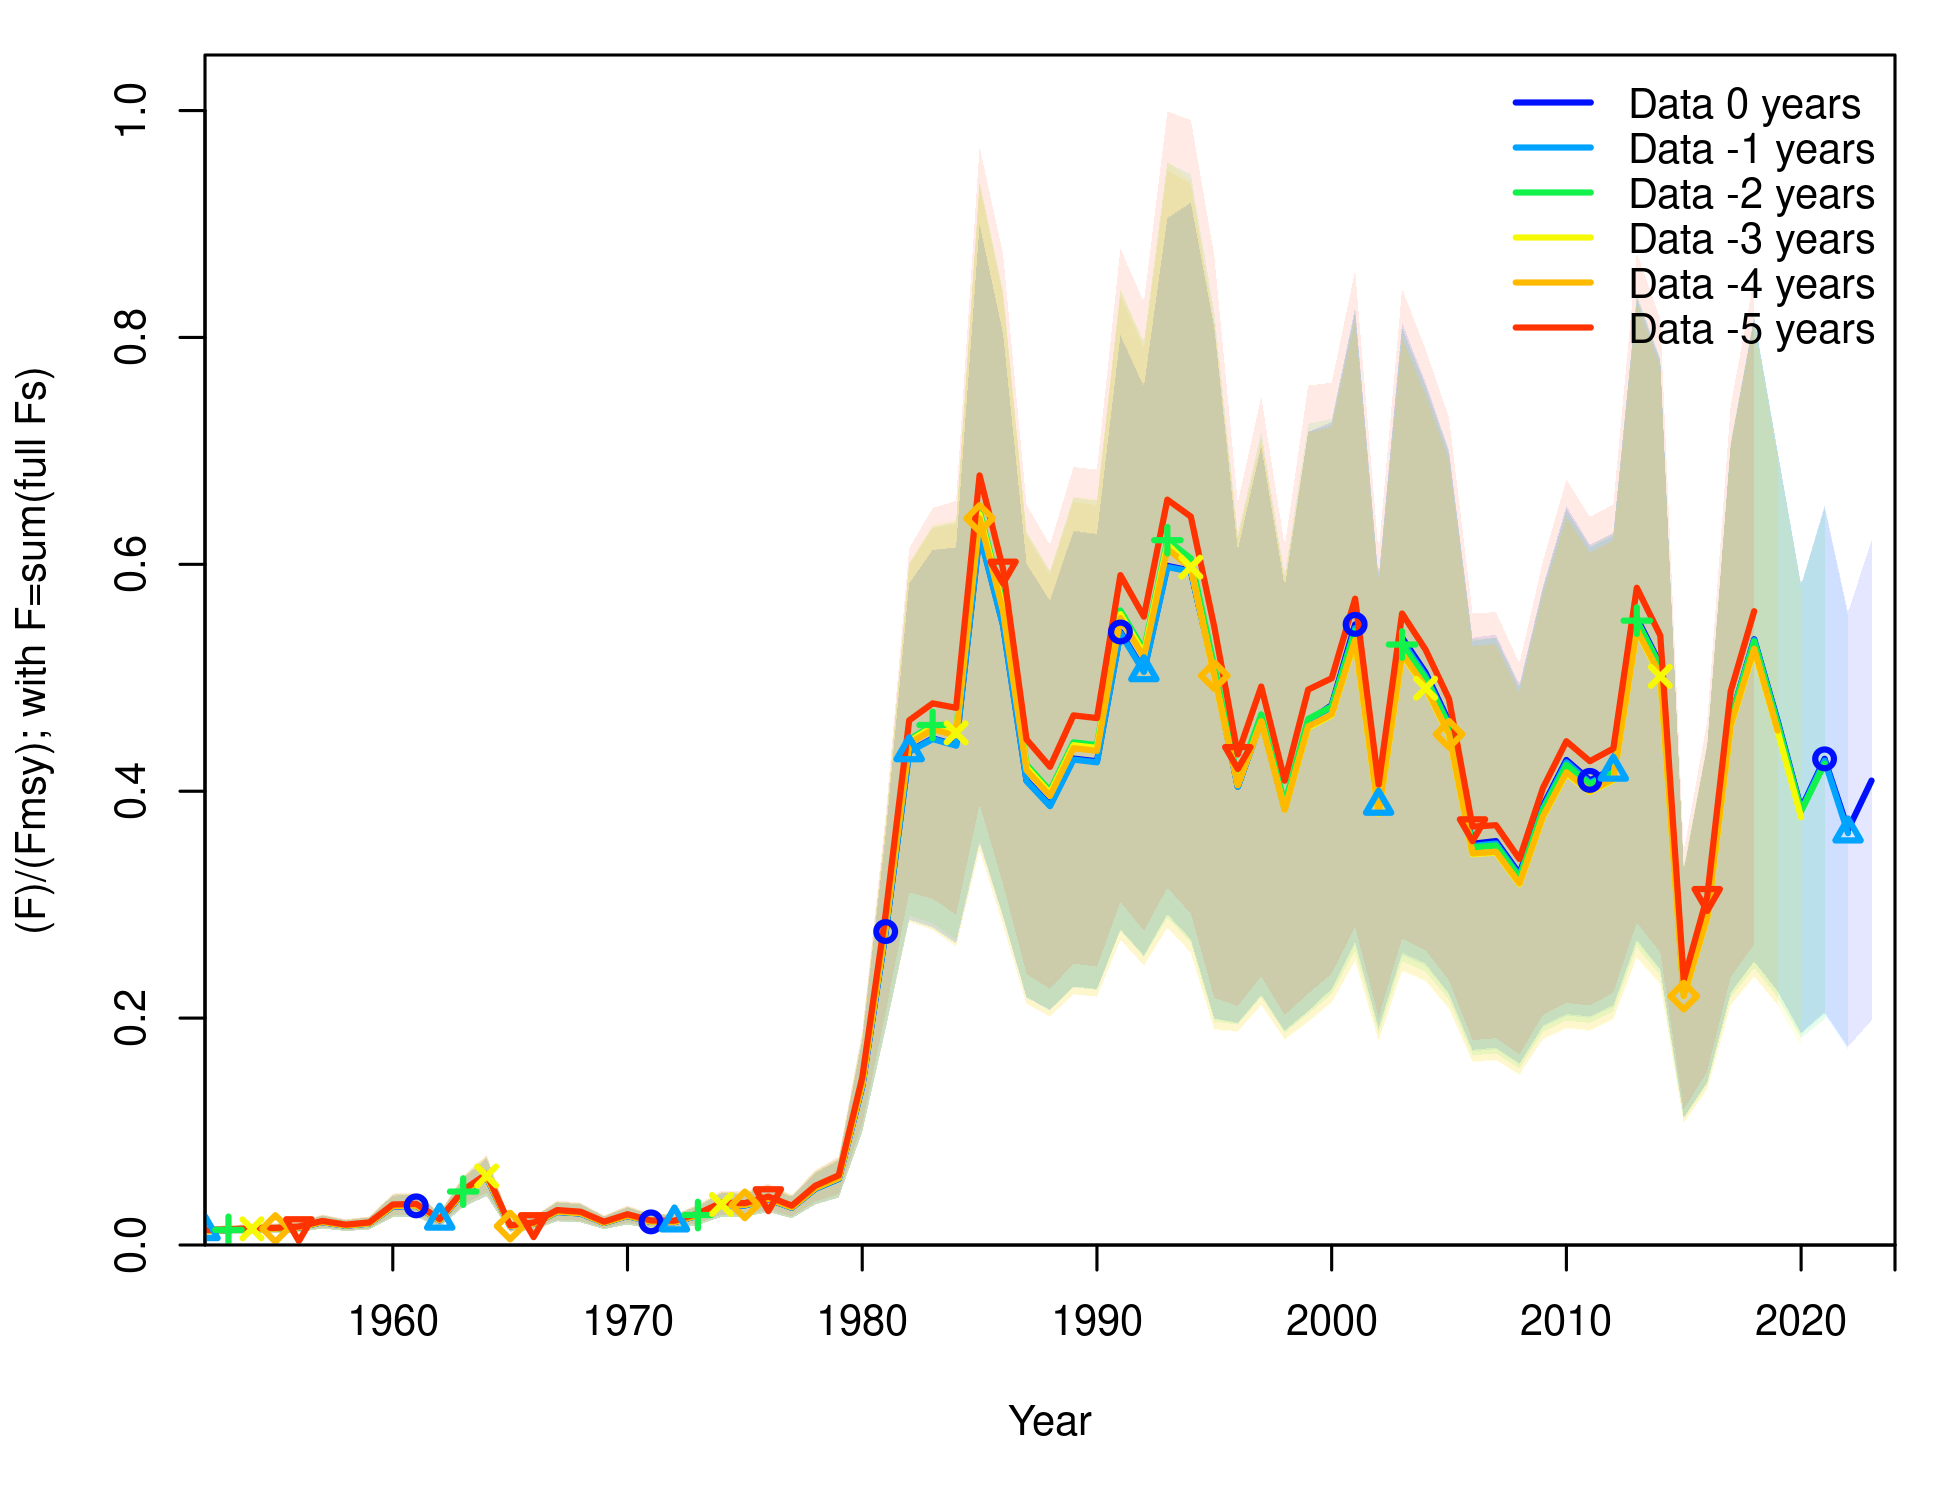 (F)/(Fmsy); with F=sum(full Fs)
1.0
0.8
0.6
0.4
0.2
0.0
Data 0 years
Data -1 years
Data -2 years
Data -3 years
Data -4 years
Data -5 years
1960 1970 1980 1990 2000 2010 2020
Year